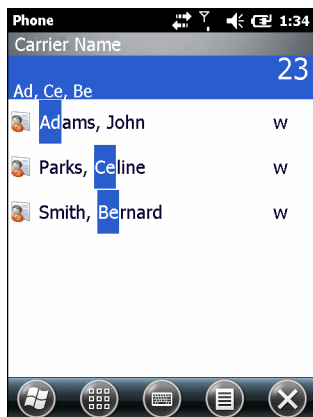 Phone 1:34
Carrier Name
23
Ad, Ce, Be
Adams, John w
Parks, Celine w
Smith, Bernard w